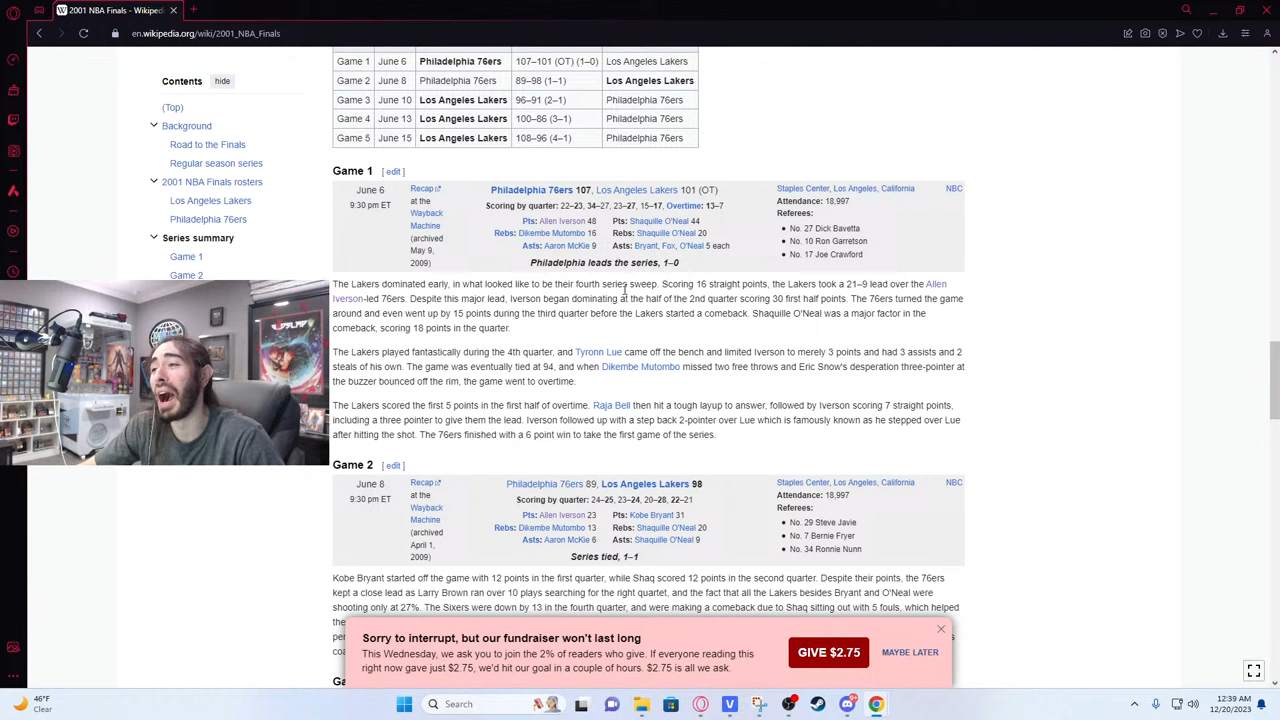 2001 NBA Finals - Wikipedia
en.wikipedia.org/wiki/2001_NBA_Finals
Contents hide
(Top)
Background
Road to the Finals
Regular season series
2001 NBA Finals rosters
Los Angeles Lakers
Philadelphia 76ers
Series summary
Game 1
Game 2
Game 1 June 6 Philadelphia 76ers 107–101 (OT) (1–0) Los Angeles Lakers
Game 2 June 8 Philadelphia 76ers 89–98 (1–1) Los Angeles Lakers
Game 3 June 10 Los Angeles Lakers 96–91 (2–1) Philadelphia 76ers
Game 4 June 13 Los Angeles Lakers 100–86 (3–1) Philadelphia 76ers
Game 5 June 15 Los Angeles Lakers 108–96 (4–1) Philadelphia 76ers
Game 1 [ edit ]
June 6
9:30 pm ET
Recap
at the
Wayback
Machine
(archived
May 9,
2009)
Philadelphia 76ers 107, Los Angeles Lakers 101 (OT)
Scoring by quarter: 22–23, 34–27, 23–27, 15–17, Overtime: 13–7
Pts: Allen Iverson 48 Pts: Shaquille O'Neal 44
Rebs: Dikembe Mutombo 16 Rebs: Shaquille O'Neal 20
Asts: Aaron McKie 9 Asts: Bryant, Fox, O'Neal 5 each
Philadelphia leads the series, 1–0
Staples Center, Los Angeles, California
Attendance: 18,997
Referees:
No. 27 Dick Bavetta
No. 10 Ron Garretson
No. 17 Joe Crawford
NBC
The Lakers dominated early, in what looked like to be their fourth series sweep. Scoring 16 straight points, the Lakers took a 21–9 lead over the Allen
Iverson-led 76ers. Despite this major lead, Iverson began dominating at the half of the 2nd quarter scoring 30 first half points. The 76ers turned the game
around and even went up by 15 points during the third quarter before the Lakers started a comeback. Shaquille O'Neal was a major factor in the
comeback, scoring 18 points in the quarter.
The Lakers played fantastically during the 4th quarter, and Tyronn Lue came off the bench and limited Iverson to merely 3 points and had 3 assists and 2
steals of his own. The game was eventually tied at 94, and when Dikembe Mutombo missed two free throws and Eric Snow's desperation three-pointer at
the buzzer bounced off the rim, the game went to overtime.
The Lakers scored the first 5 points in the first half of overtime. Raja Bell then hit a tough layup to answer, followed by Iverson scoring 7 straight points,
including a three pointer to give them the lead. Iverson followed up with a step back 2-pointer over Lue which is famously known as he stepped over Lue
after hitting the shot. The 76ers finished with a 6 point win to take the first game of the series.
Game 2 [ edit ]
June 8
9:30 pm ET
Recap
at the
Wayback
Machine
(archived
April 1,
2009)
Philadelphia 76ers 89, Los Angeles Lakers 98
Scoring by quarter: 24–25, 23–24, 20–28, 22–21
Pts: Allen Iverson 23 Pts: Kobe Bryant 31
Rebs: Dikembe Mutombo 13 Rebs: Shaquille O'Neal 20
Asts: Aaron McKie 6 Asts: Shaquille O'Neal 9
Series tied, 1–1
Staples Center, Los Angeles, California
Attendance: 18,997
Referees:
No. 29 Steve Javie
No. 7 Bernie Fryer
No. 34 Ronnie Nunn
NBC
Kobe Bryant started off the game with 12 points in the first quarter, while Shaq scored 12 points in the second quarter. Despite their points, the 76ers
kept a close lead as Larry Brown ran over 10 plays searching for the right quartet, and the fact that all the Lakers besides Bryant and O'Neal were
shooting only at 27%. The Sixers were down by 13 in the fourth quarter, and were making a comeback due to Shaq sitting out with 5 fouls, which helped
Sorry to interrupt, but our fundraiser won't last long
This Wednesday, we ask you to join the 2% of readers who give. If everyone reading this
right now gave just $2.75, we'd hit our goal in a couple of hours. $2.75 is all we ask.
GIVE $2.75
MAYBE LATER
46°F
Clear
Search
12:39 AM
12/20/2023